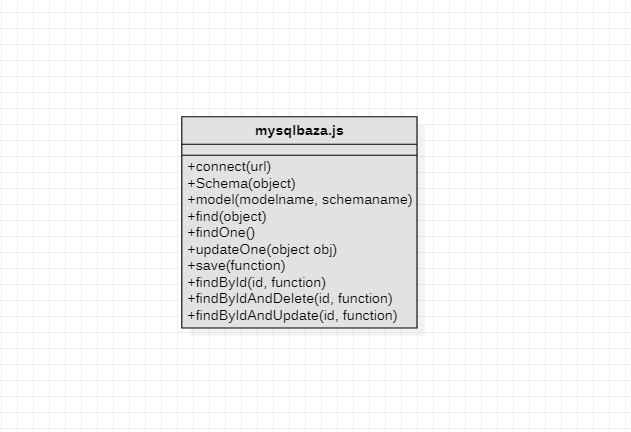 mysqlbaza.js
+connect(url)
+Schema(object)
+model(modelname, schemaname)
+find(object)
+findOne()
+updateOne(object obj)
+save(function)
+findById(id, function)
+findByIdAndDelete(id, function)
+findByIdAndUpdate(id, function)